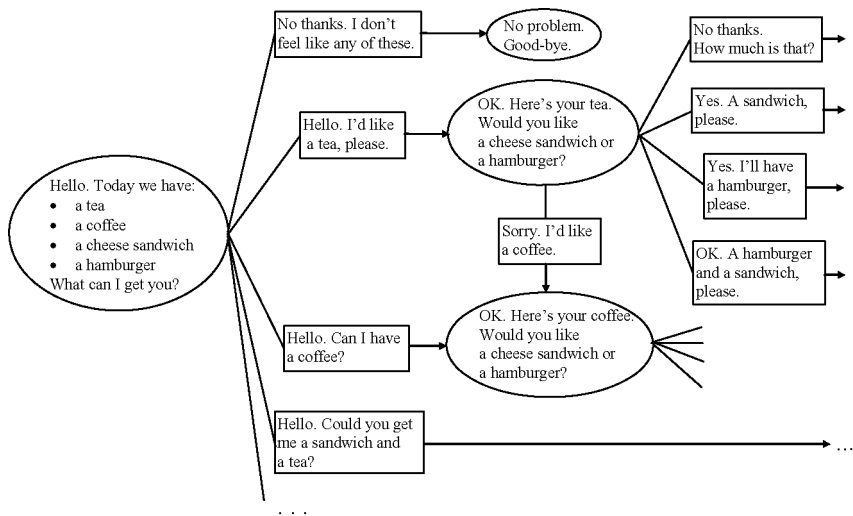 No thanks. I don't
feel like any of these.
No problem.
Good-bye.
No thanks.
How much is that?
Hello. I'd like
a tea, please.
OK. Here's your tea.
Would you like
a cheese sandwich or
a hamburger?
Yes. A sandwich,
please.
Yes. I'll have
a hamburger,
please.
Hello. Today we have:
• a tea
• a coffee
• a cheese sandwich
• a hamburger
What can I get you?
Sorry. I'd like
a coffee.
OK. A hamburger
and a sandwich,
please.
Hello. Can I have
a coffee?
OK. Here's your coffee.
Would you like
a cheese sandwich or
a hamburger?
Hello. Could you get
me a sandwich and
a tea?
...
. . .